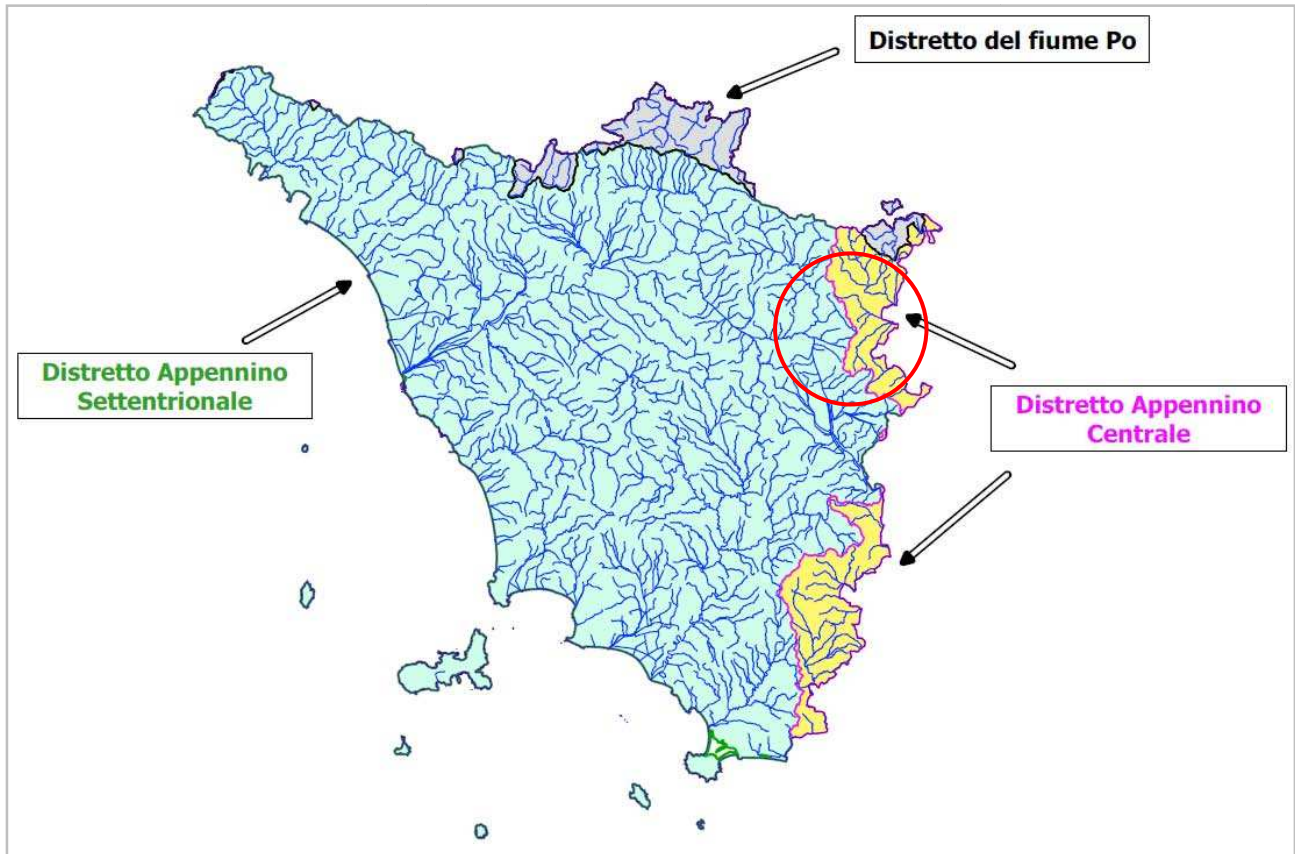 Distretto del fiume Po
Distretto Appennino
Settentrionale
Distretto Appennino
Centrale